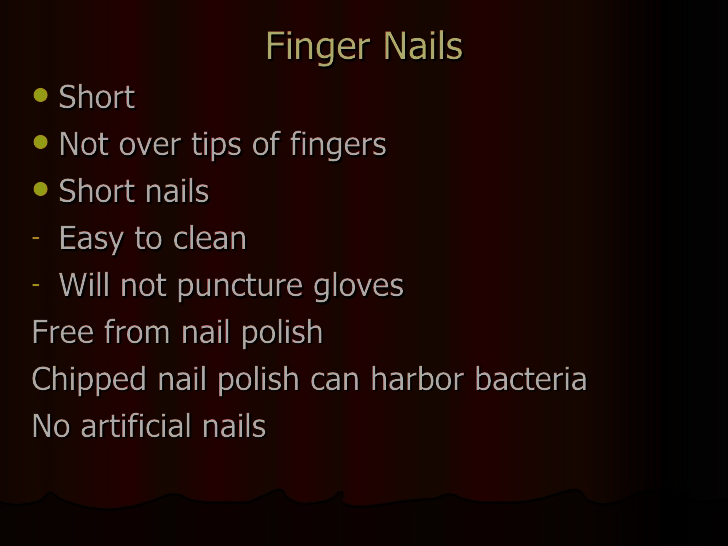 Finger Nails
• Short
• Not over tips of fingers
• Short nails
- Easy to clean
- Will not puncture gloves
Free from nail polish
Chipped nail polish can harbor bacteria
No artificial nails